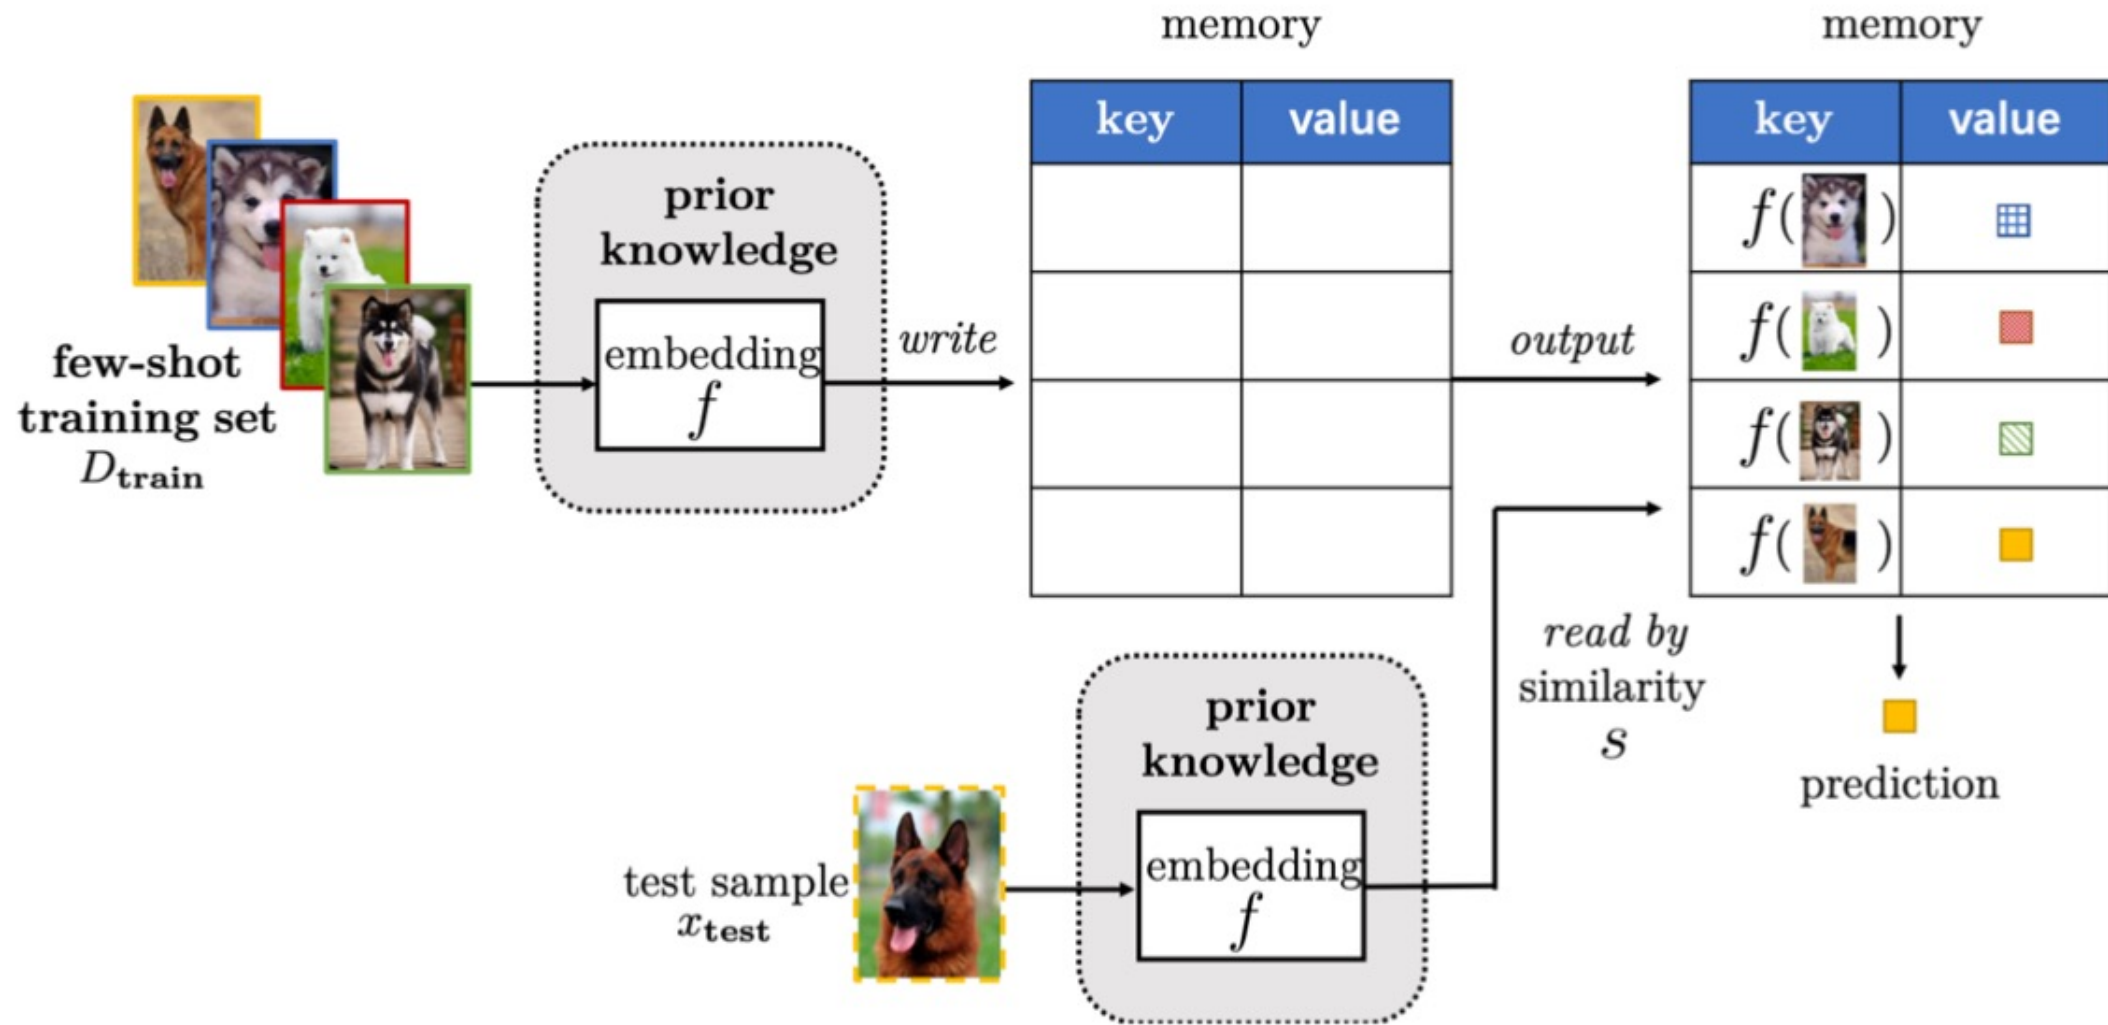 memory
memory
key value
key value
prior
knowledge
embedding
f
write
output
few-shot
training set
D_train
f( )
f( )
f( )
f( )
read by
similarity
s
prior
knowledge
embedding
f
test sample
x_test
prediction